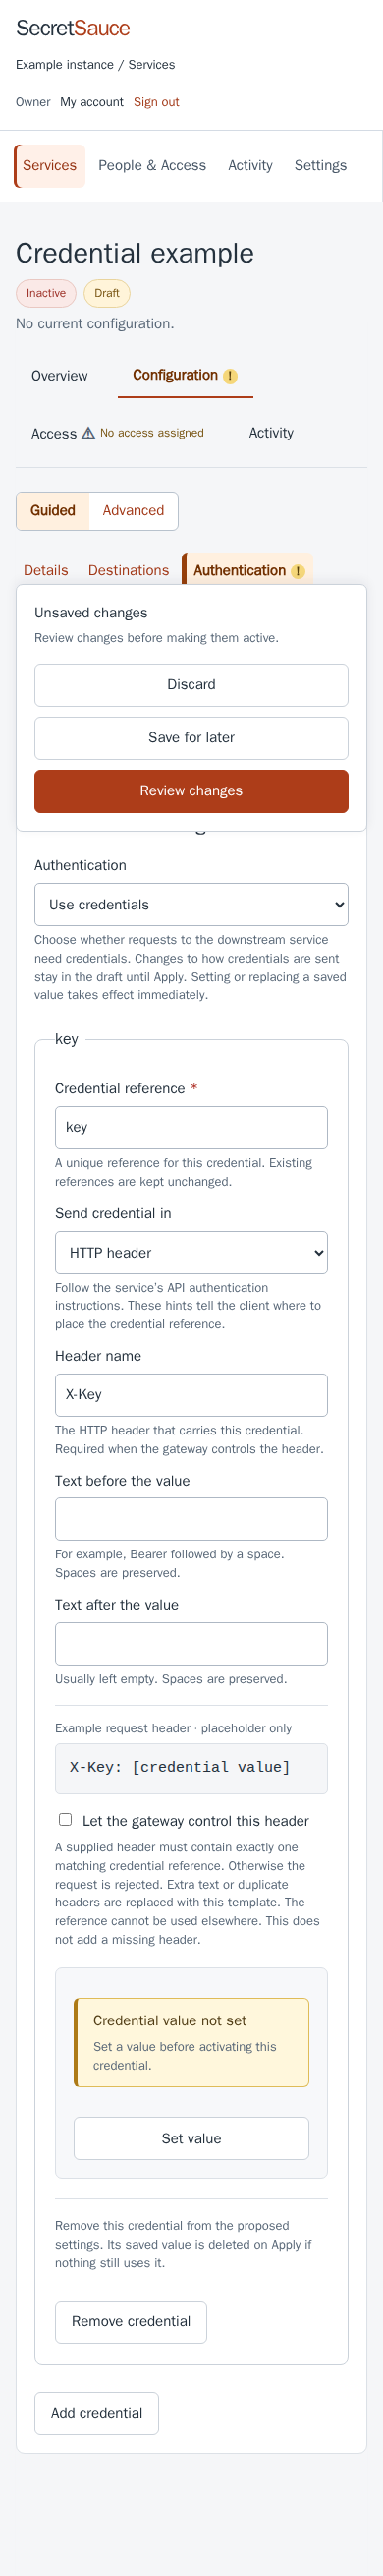 SecretSauce
Example instance / Services
Owner My account Sign out
Services People & Access Activity Settings
Credential example
Inactive Draft
No current configuration.
Overview Configuration !
Access ⚠ No access assigned Activity
Guided Advanced
Details Destinations Authentication !
Unsaved changes
Review changes before making them active.
Discard
Save for later
Review changes
Authentication
Use credentials
Choose whether requests to the downstream service
need credentials. Changes to how credentials are sent
stay in the draft until Apply. Setting or replacing a saved
value takes effect immediately.
key
Credential reference *
key
A unique reference for this credential. Existing
references are kept unchanged.
Send credential in
HTTP header
Follow the service's API authentication
instructions. These hints tell the client where to
place the credential reference.
Header name
X-Key
The HTTP header that carries this credential.
Required when the gateway controls the header.
Text before the value
For example, Bearer followed by a space.
Spaces are preserved.
Text after the value
Usually left empty. Spaces are preserved.
Example request header · placeholder only
X-Key: [credential value]
Let the gateway control this header
A supplied header must contain exactly one
matching credential reference. Otherwise the
request is rejected. Extra text or duplicate
headers are replaced with this template. The
reference cannot be used elsewhere. This does
not add a missing header.
Credential value not set
Set a value before activating this
credential.
Set value
Remove this credential from the proposed
settings. Its saved value is deleted on Apply if
nothing still uses it.
Remove credential
Add credential